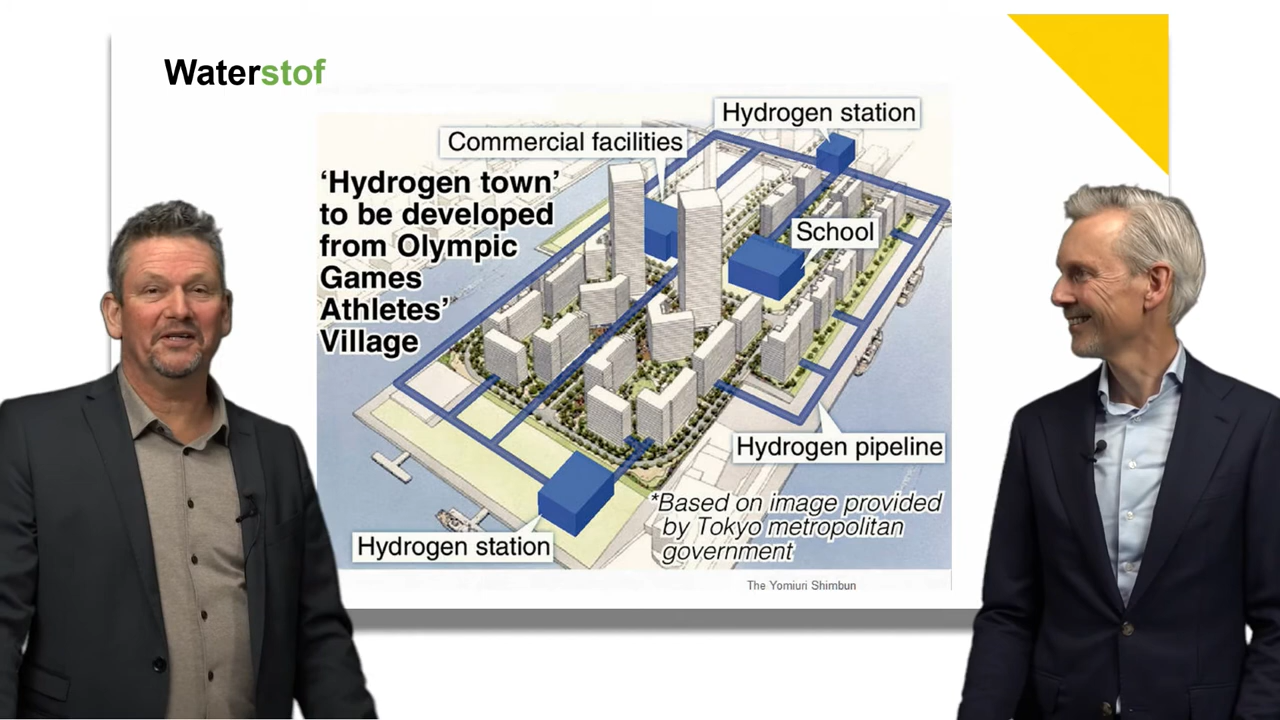 Waterstof
Hydrogen station
Commercial facilities
‘Hydrogen town’
to be developed
from Olympic
Games
Athletes’
Village
School
Hydrogen pipeline
*Based on image provided
by Tokyo metropolitan
government
Hydrogen station
The Yomiuri Shimbun